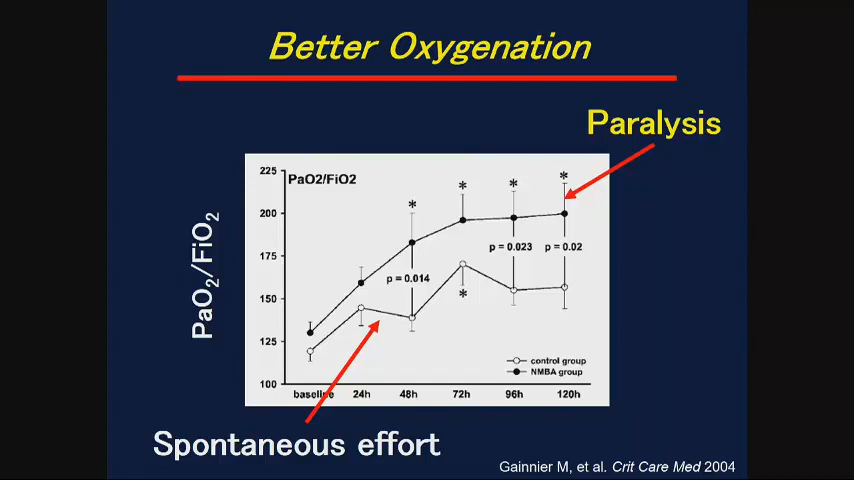 Better Oxygenation
Paralysis
PaO2/FiO2
225
PaO2/FiO2
200
175
150
125
100
* * * *
p = 0.014
p = 0.023
p = 0.02
*
control group
NMBA group
baseline 24h 48h 72h 96h 120h
PaO₂/FiO₂
Spontaneous effort
Gainnier M, et al. Crit Care Med 2004